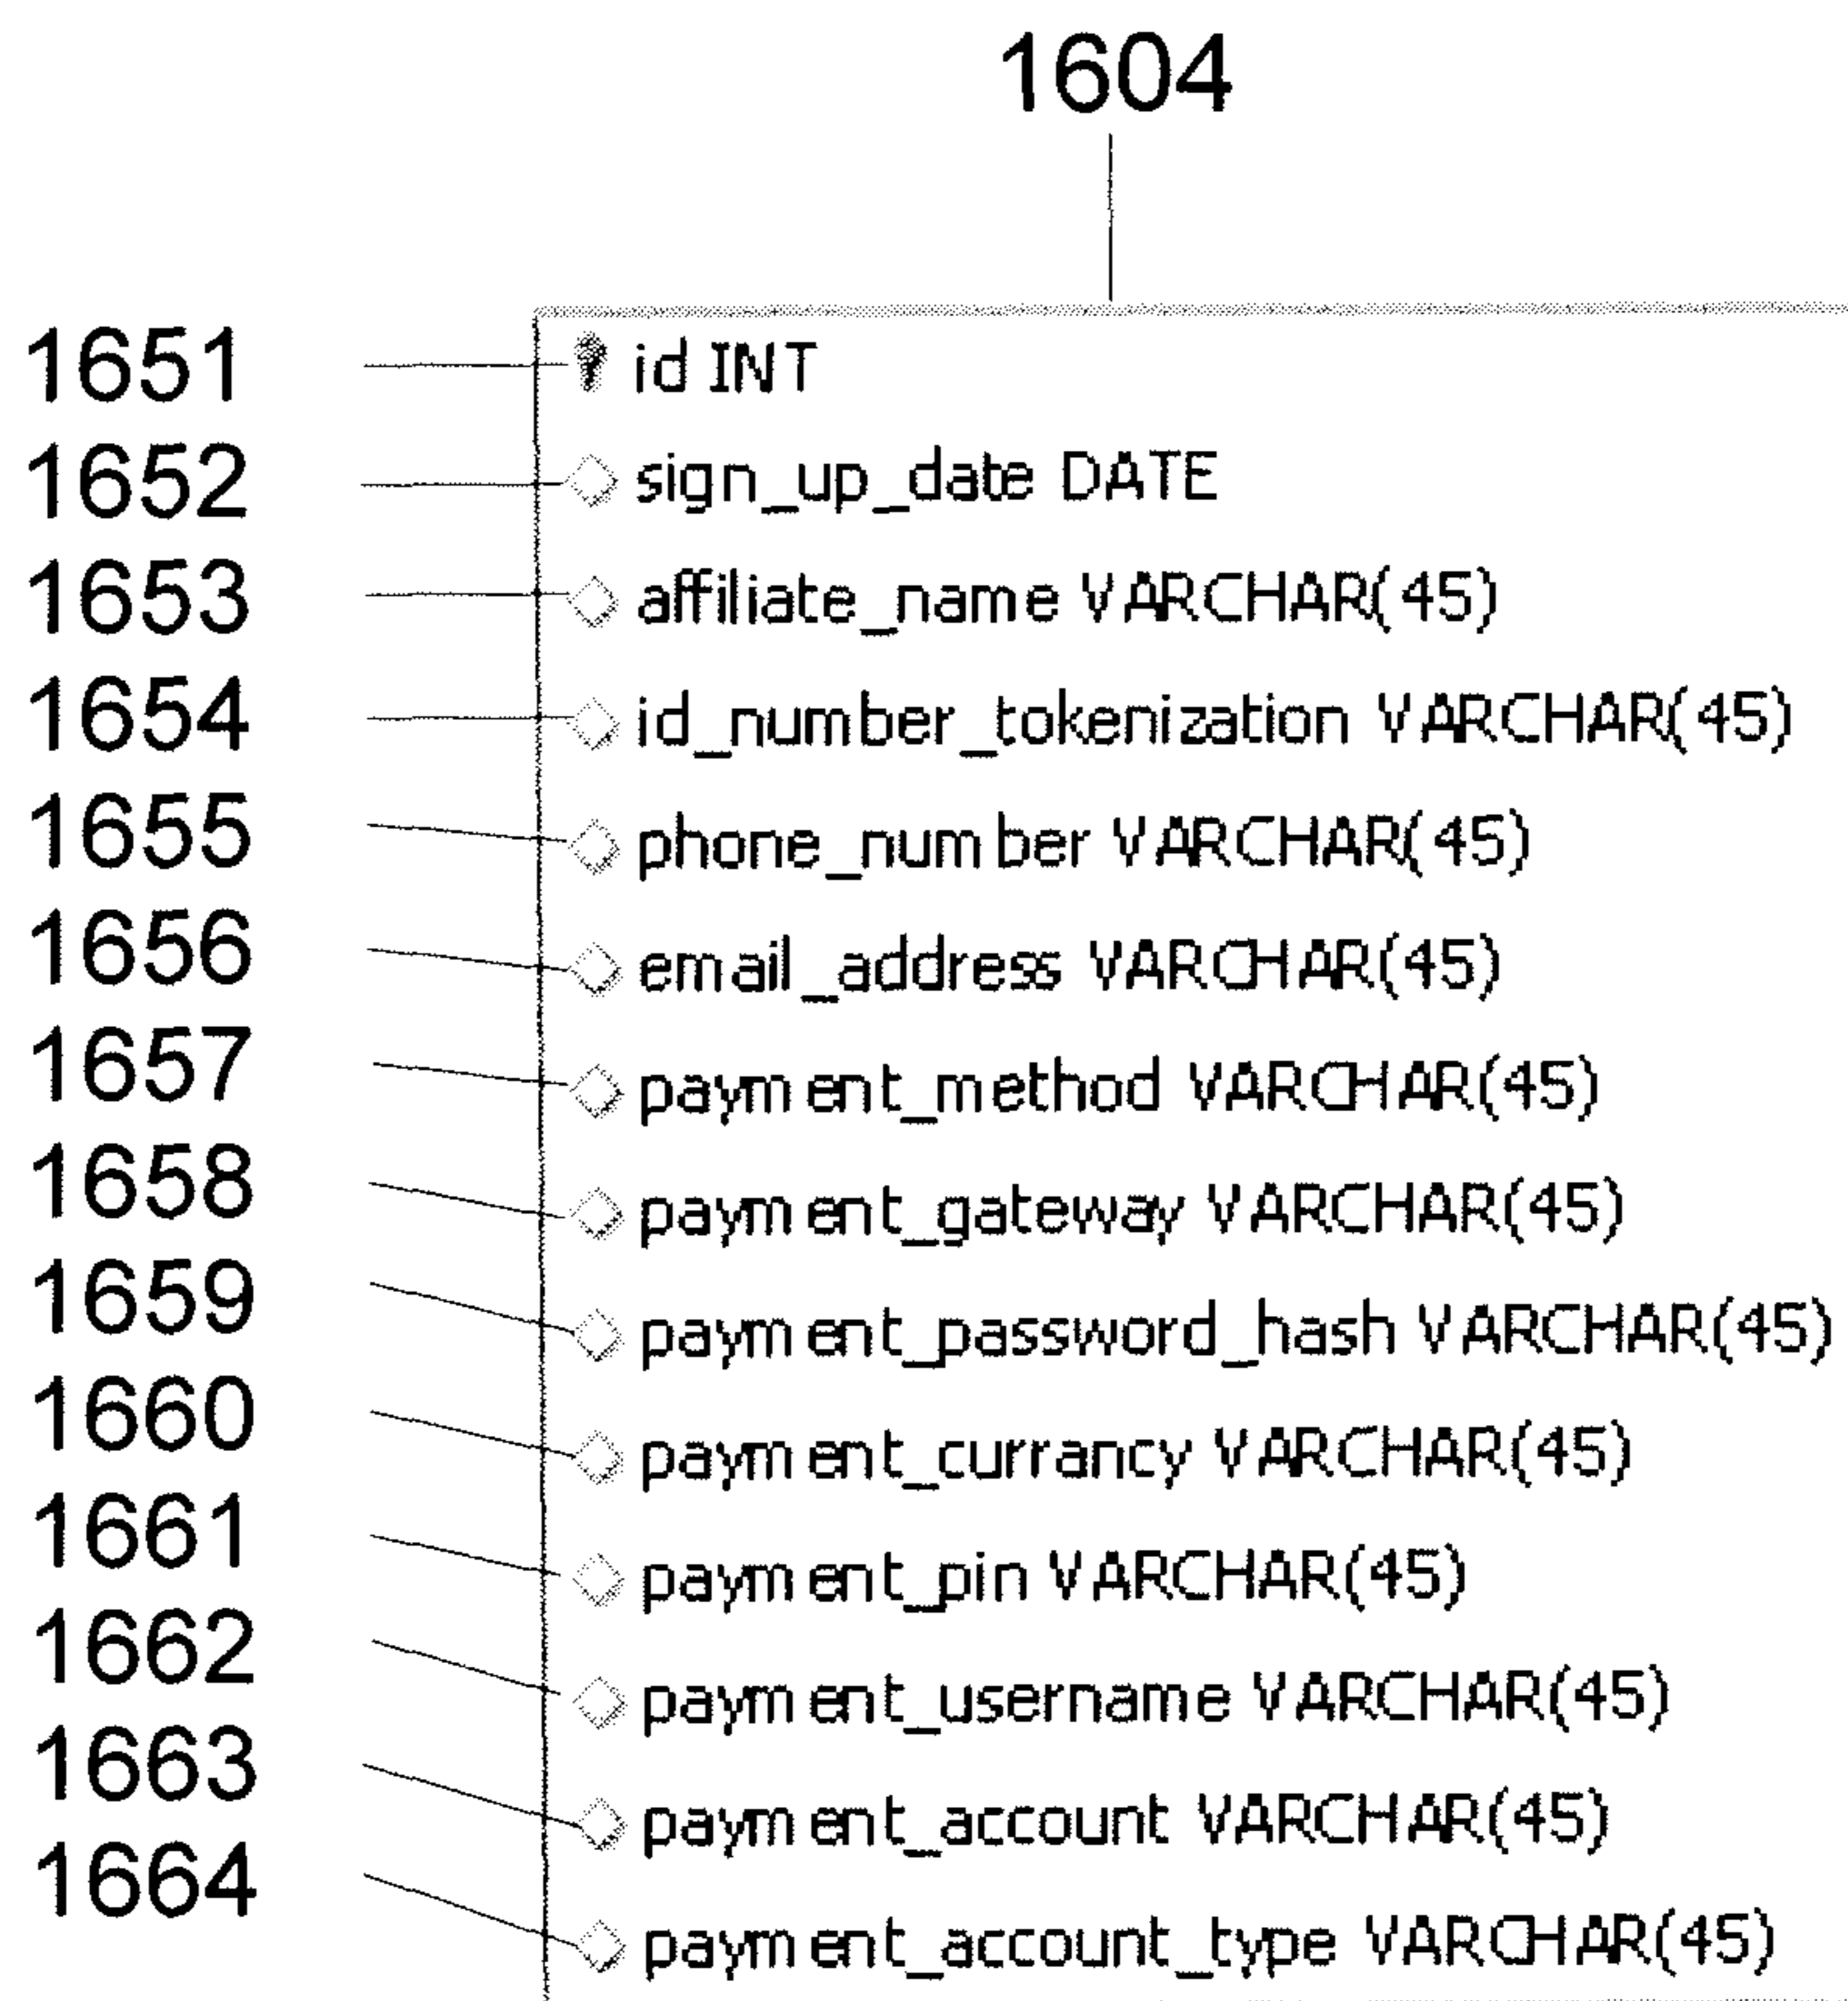 1604
1651 id INT
1652 sign_up_date DATE
1653 affiliate_name VARCHAR(45)
1654 id_number_tokenization VARCHAR(45)
1655 phone_number VARCHAR(45)
1656 email_address VARCHAR(45)
1657 payment_method VARCHAR(45)
1658 payment_gateway VARCHAR(45)
1659 payment_password_hash VARCHAR(45)
1660 payment_currancy VARCHAR(45)
1661 payment_pin VARCHAR(45)
1662 payment_username VARCHAR(45)
1663 payment_account VARCHAR(45)
1664 payment_account_type VARCHAR(45)